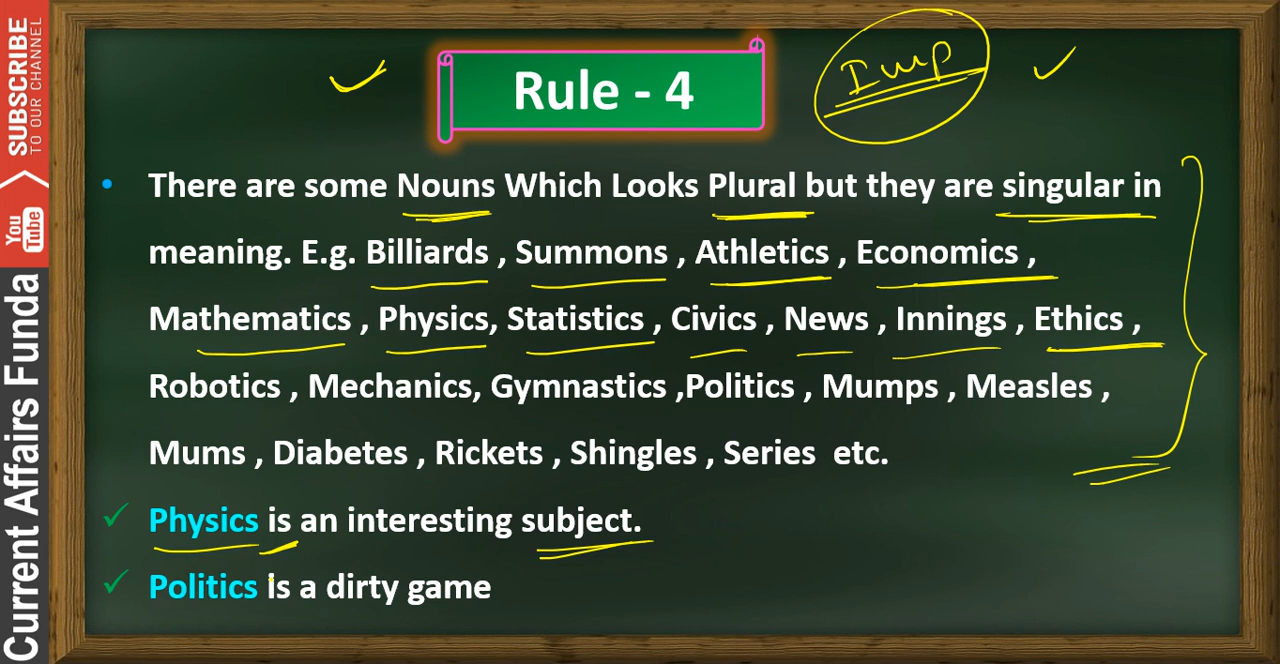 SUBSCRIBE
TO OUR CHANNEL
You
Tube
Current Affairs Funda
Rule - 4
Imp
• There are some Nouns Which Looks Plural but they are singular in
meaning. E.g. Billiards , Summons , Athletics , Economics ,
Mathematics , Physics, Statistics , Civics , News , Innings , Ethics ,
Robotics , Mechanics, Gymnastics ,Politics , Mumps , Measles ,
Mums , Diabetes , Rickets , Shingles , Series etc.
✓ Physics is an interesting subject.
✓ Politics is a dirty game